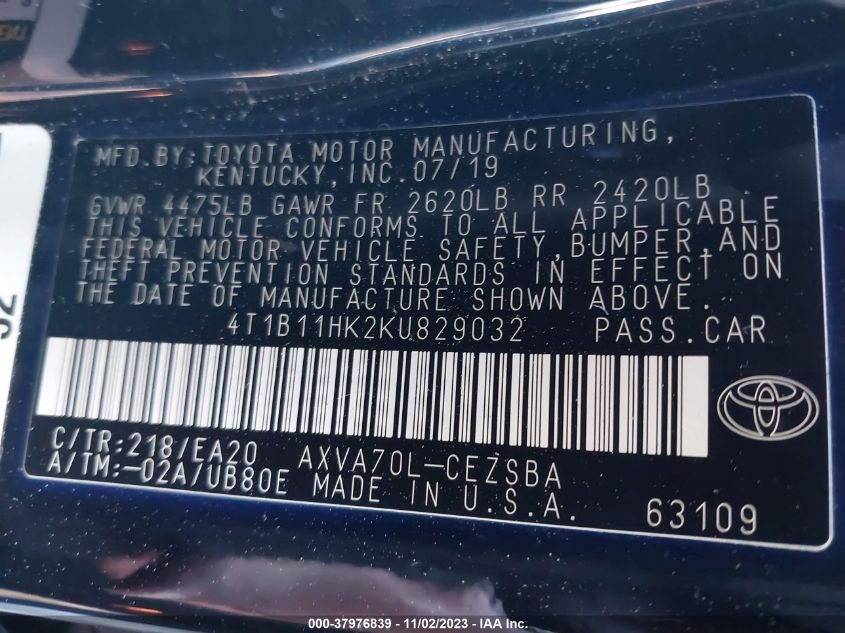 MFD.BY:TOYOTA MOTOR MANUFACTURING,
KENTUCKY,INC.07/19
GVWR 4475LB GAWR FR 2620LB RR 2420LB
THIS VEHICLE CONFORMS TO ALL APPLICABLE
FEDERAL MOTOR VEHICLE SAFETY,BUMPER,AND
THEFT PREVENTION STANDARDS IN EFFECT ON
THE DATE OF MANUFACTURE SHOWN ABOVE.
4T1B11HK2KU829032 PASS.CAR
C/TR:218/EA20 AXVA70L-CEZSBA
A/TM:-02A/UB80E MADE IN U.S.A.
63109
000-37976839 - 11/02/2023 - IAA Inc.